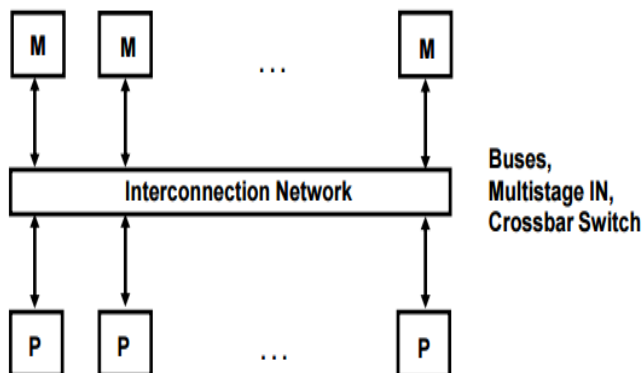 M M ... M
Interconnection Network
Buses,
Multistage IN,
Crossbar Switch
P P ... P